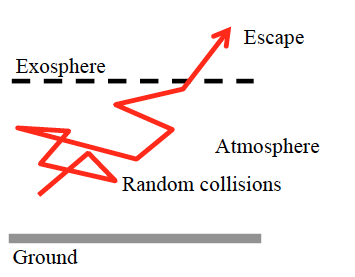 Escape
Exosphere
Atmosphere
Random collisions
Ground